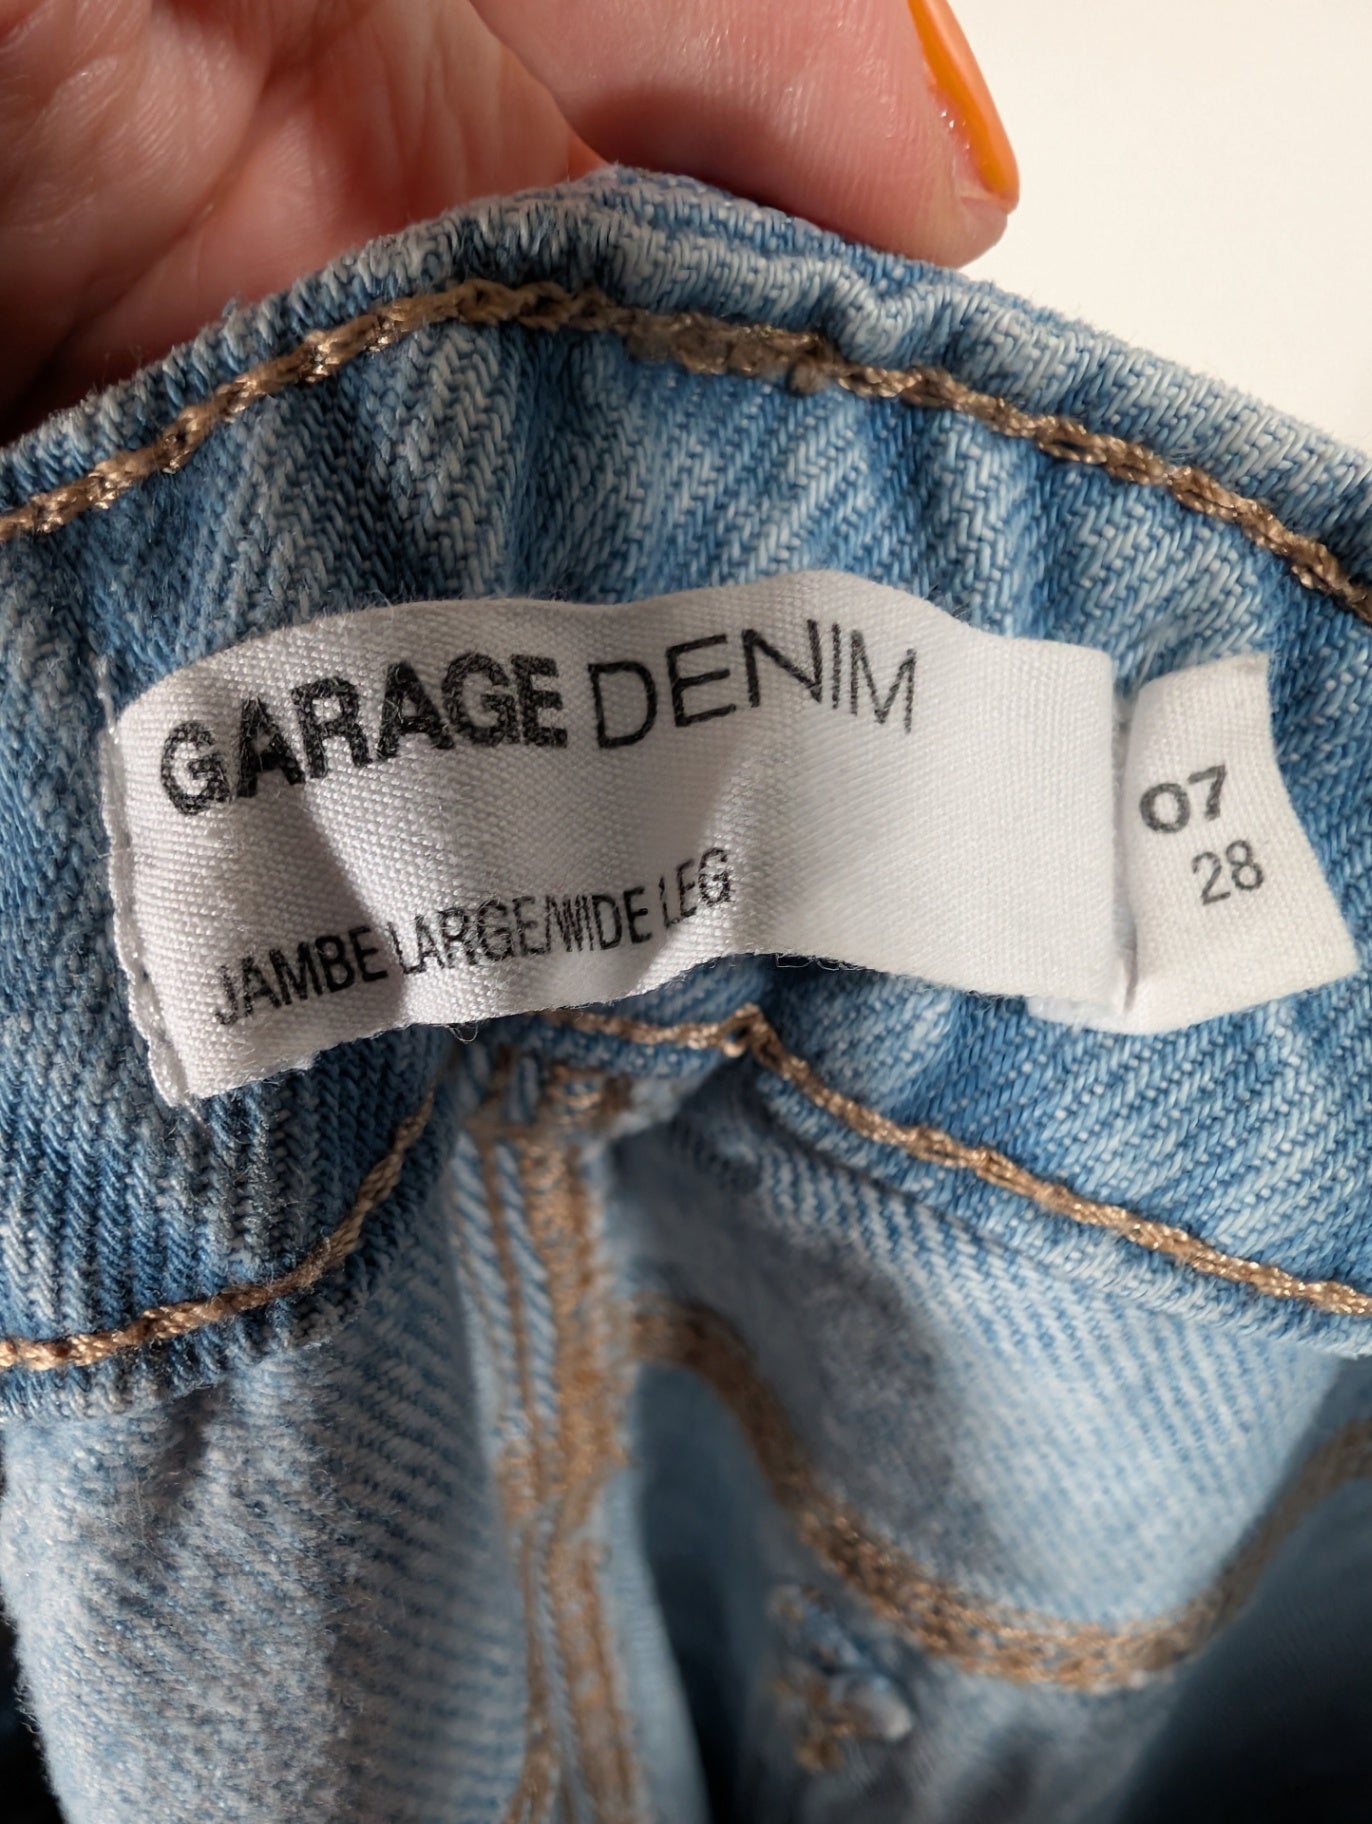 GARAGE DENIM
JAMBE LARGE/WIDE LEG
07
28